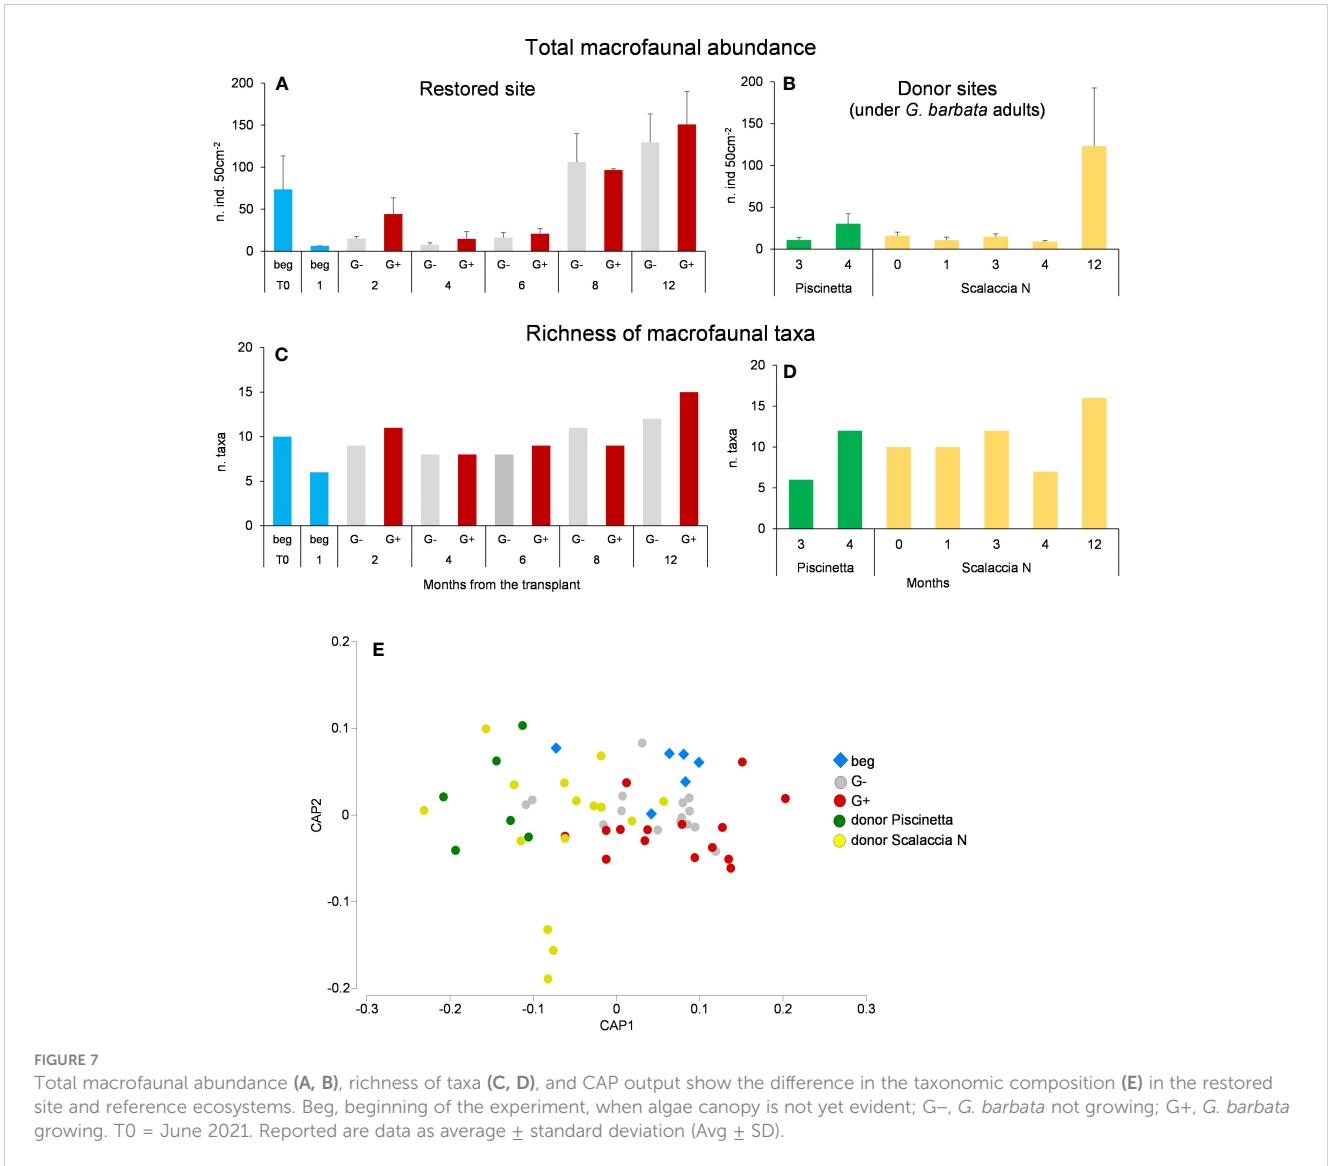 Total macrofaunal abundance
A
Restored site
200
150
100
50
0
n. ind. 50cm-2
beg beg G- G+ G- G+ G- G+ G- G+ G- G+
T0 1 2 4 6 8 12
B
Donor sites
(under G. barbata adults)
200
150
100
50
0
n. ind 50cm-2
3 4 0 1 3 4 12
Piscinetta Scalaccia N
Richness of macrofaunal taxa
C
20
15
10
5
0
n. taxa
beg beg G- G+ G- G+ G- G+ G- G+ G- G+
T0 1 2 4 6 8 12
Months from the transplant
D
20
15
10
5
0
n. taxa
3 4 0 1 3 4 12
Piscinetta Scalaccia N
Months
E
0.2
0.1
0
-0.1
-0.2
CAP2
-0.3 -0.2 -0.1 0 0.1 0.2 0.3
CAP1
beg
G-
G+
donor Piscinetta
donor Scalaccia N
FIGURE 7
Total macrofaunal abundance (A, B), richness of taxa (C, D), and CAP output show the difference in the taxonomic composition (E) in the restored
site and reference ecosystems. Beg, beginning of the experiment, when algae canopy is not yet evident; G−, G. barbata not growing; G+, G. barbata
growing. T0 = June 2021. Reported are data as average ± standard deviation (Avg ± SD).